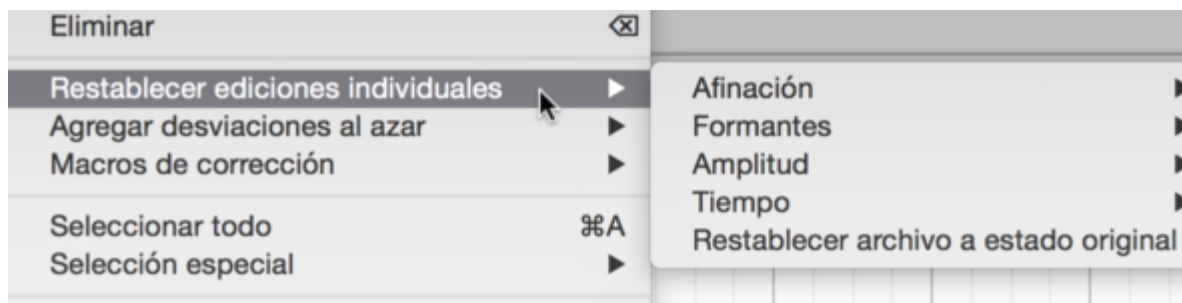 Eliminar
Restablecer ediciones individuales
Agregar desviaciones al azar
Macros de corrección
Seleccionar todo ⌘A
Selección especial
Afinación
Formantes
Amplitud
Tiempo
Restablecer archivo a estado original